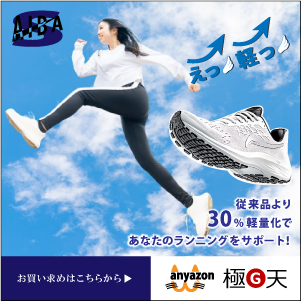 AIDA
えっ
軽っ
従来品より
30%軽量化で
あなたのランニングをサポート!
お買い求めはこちらから▶
anyazon
極G天